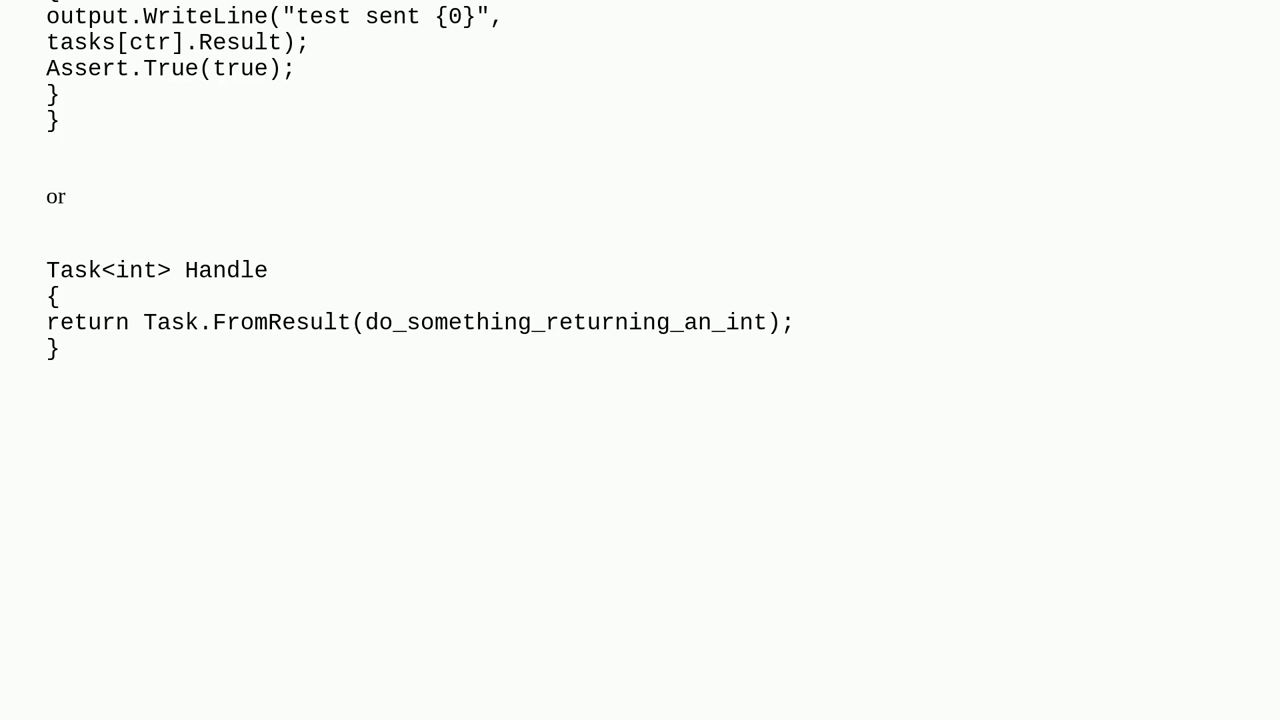 {
output.WriteLine("test sent {0}",
tasks[ctr].Result);
Assert.True(true);
}
}
or
Task<int> Handle
{
return Task.FromResult(do_something_returning_an_int);
}